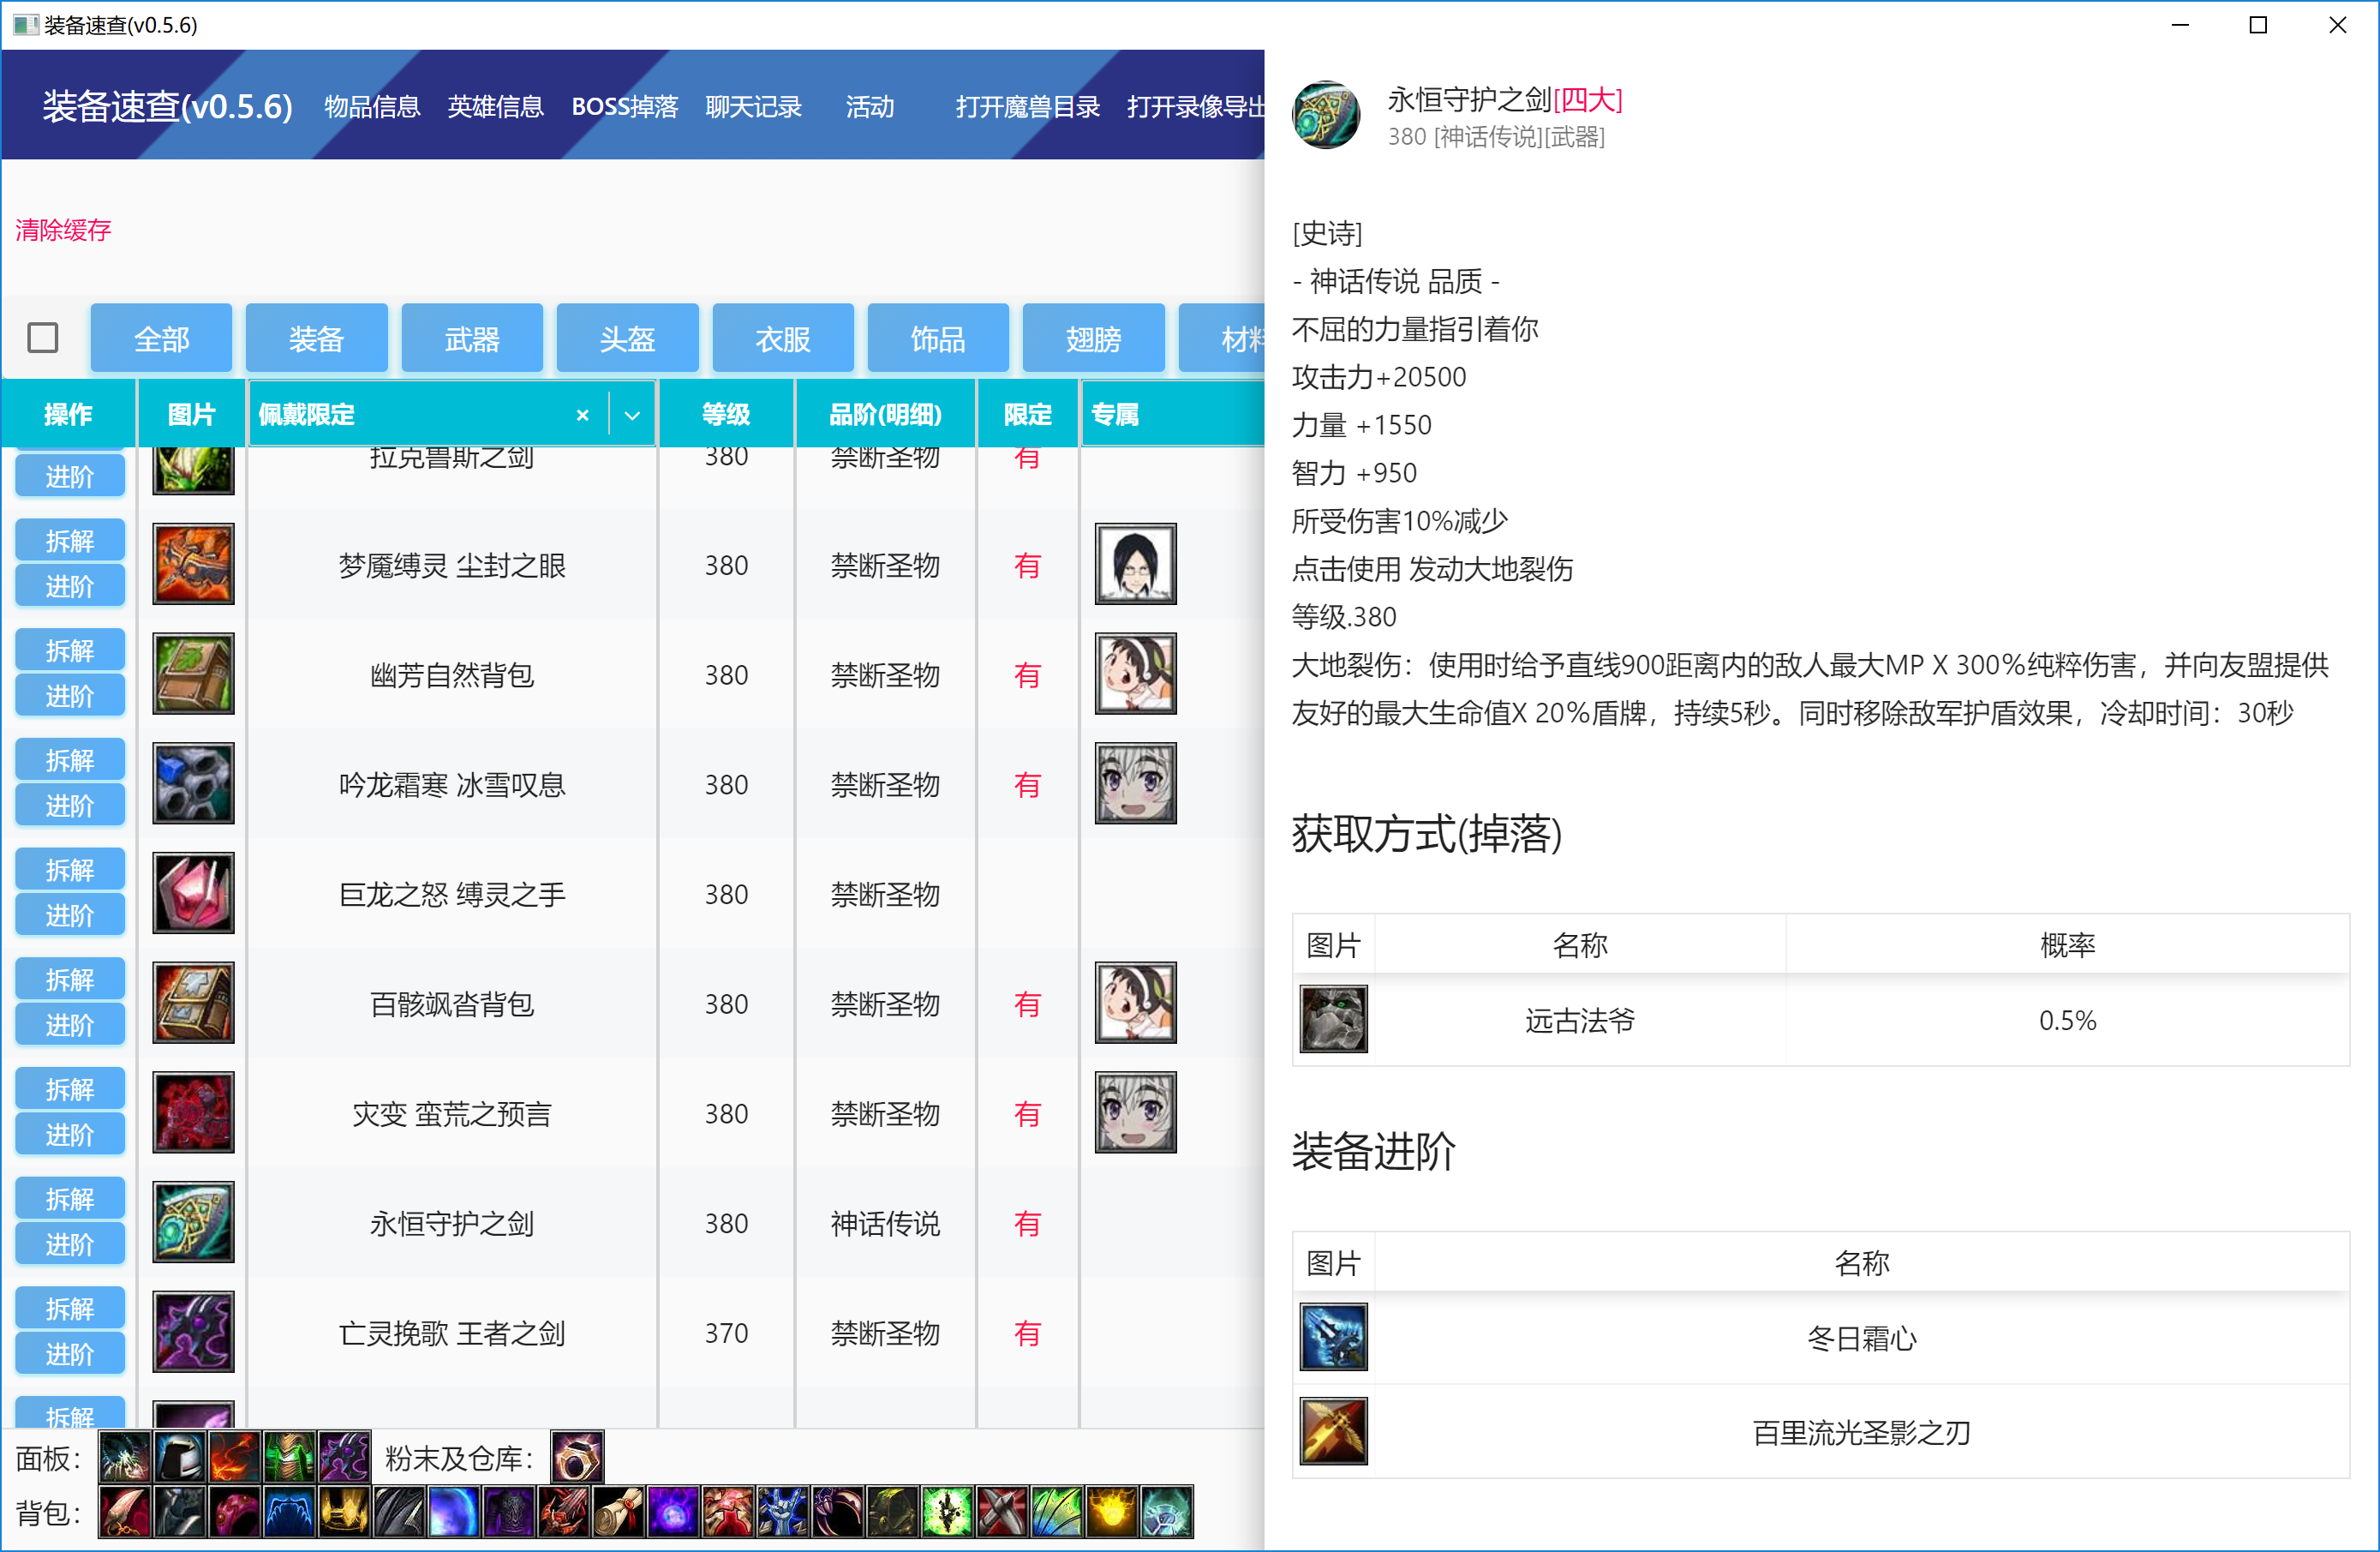 装备速查(v0.5.6)
装备速查(v0.5.6) 物品信息 英雄信息 BOSS掉落 聊天记录 活动 打开魔兽目录 打开录像导出
清除缓存
全部 装备 武器 头盔 衣服 饰品 翅膀 材料
操作 图片 佩戴限定 等级 品阶(明细) 限定 专属
进阶 拉克鲁斯之剑 380 禁断圣物 有
拆解 进阶 梦魇缚灵 尘封之眼 380 禁断圣物 有
拆解 进阶 幽芳自然背包 380 禁断圣物 有
拆解 进阶 吟龙霜寒 冰雪叹息 380 禁断圣物 有
拆解 进阶 巨龙之怒 缚灵之手 380 禁断圣物
拆解 进阶 百骸飒沓背包 380 禁断圣物 有
拆解 进阶 灾变 蛮荒之预言 380 禁断圣物 有
拆解 进阶 永恒守护之剑 380 神话传说 有
拆解 进阶 亡灵挽歌 王者之剑 370 禁断圣物 有
拆解
面板： 粉末及仓库：
背包：
永恒守护之剑[四大]
380 [神话传说][武器]
[史诗]
- 神话传说 品质 -
不屈的力量指引着你
攻击力+20500
力量 +1550
智力 +950
所受伤害10%减少
点击使用 发动大地裂伤
等级.380
大地裂伤：使用时给予直线900距离内的敌人最大MP X 300%纯粹伤害，并向友盟提供
友好的最大生命值X 20%盾牌，持续5秒。同时移除敌军护盾效果，冷却时间：30秒
获取方式(掉落)
图片 名称 概率
远古法爷 0.5%
装备进阶
图片 名称
冬日霜心
百里流光圣影之刃